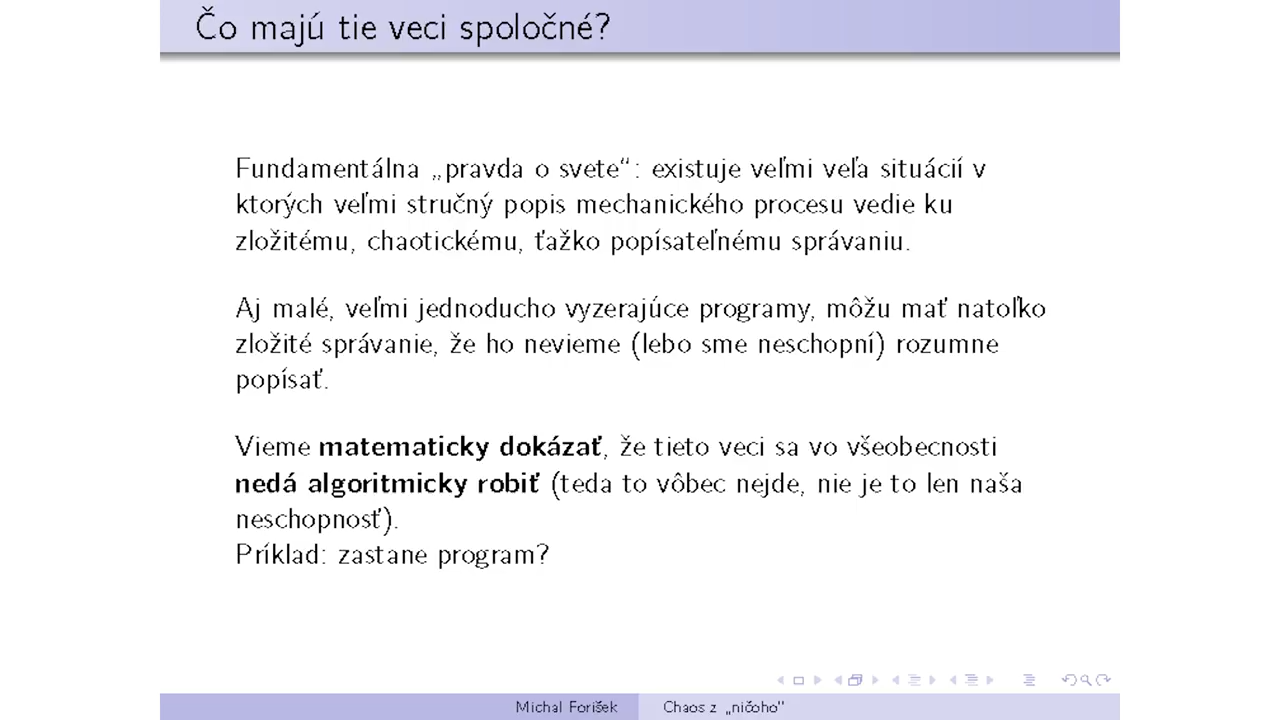 Čo majú tie veci spoločné?
Fundamentálna „pravda o svete“: existuje veľmi veľa situácií v
ktorých veľmi stručný popis mechanického procesu vedie ku
zložitému, chaotickému, ťažko popísateľnému správaniu.
Aj malé, veľmi jednoducho vyzerajúce programy, môžu mať natoľko
zložité správanie, že ho nevieme (lebo sme neschopní) rozumne
popísať.
Vieme matematicky dokázať, že tieto veci sa vo všeobecnosti
nedá algoritmicky robiť (teda to vôbec nejde, nie je to len naša
neschopnosť).
Príklad: zastane program?
Michal Forišek
Chaos z „ničoho“